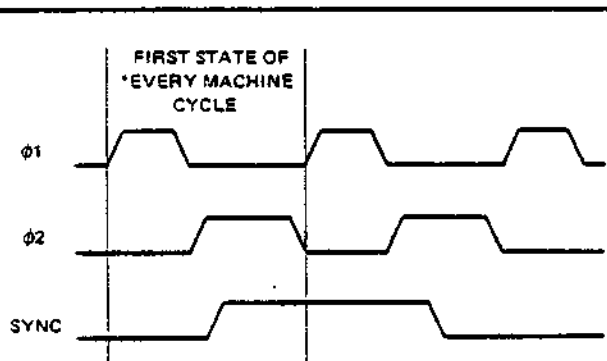 FIRST STATE OF
*EVERY MACHINE
CYCLE
φ1
φ2
SYNC